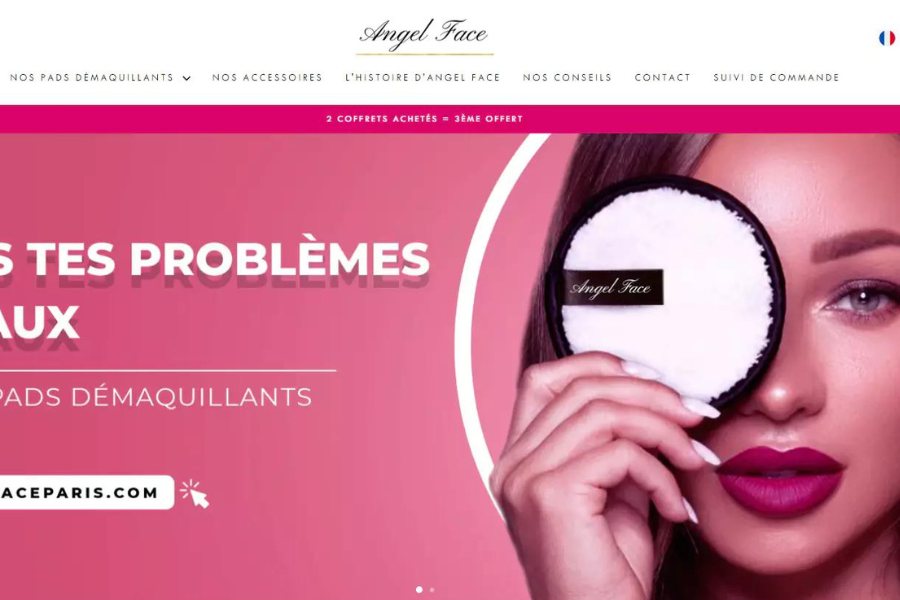 Angel Face
NOS PADS DÉMAQUILLANTS NOS ACCESSOIRES L'HISTOIRE D'ANGEL FACE NOS CONSEILS CONTACT SUIVI DE COMMANDE
2 COFFRETS ACHETÉS = 3ÈME OFFERT
S TES PROBLÈMES
AUX
PADS DÉMAQUILLANTS
ACEPARIS.COM
Angel Face